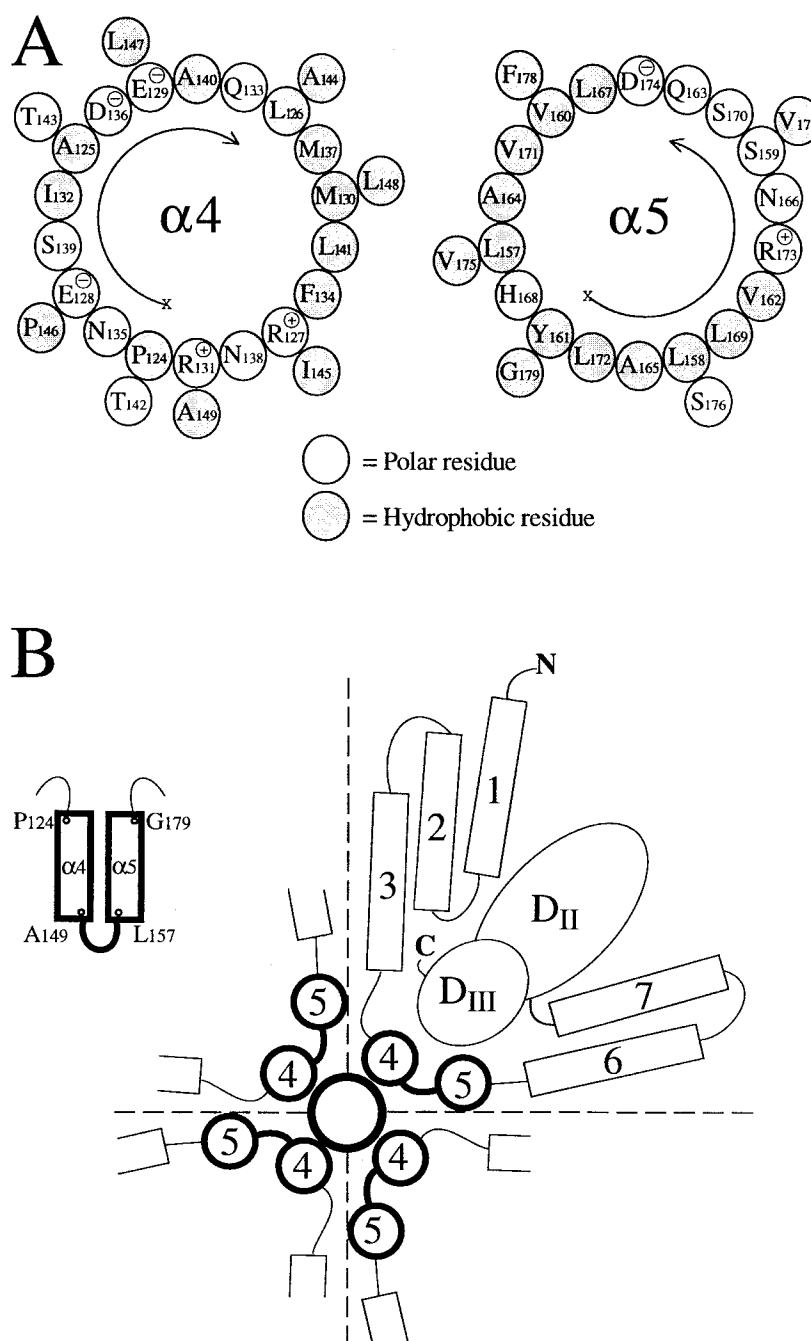 A
L147
E129 ⊖
A140
Q133
A144
D136 ⊖
L126
T143
A125
M137
I132
M130
L148
α4
S139
L141
E128 ⊖
F134
x
P146
N135
R127 ⊕
P124
R131 ⊕
N138
I145
T142
A149
F178
L167
D174 ⊖
Q163
V160
S170
V17
V171
S159
A164
N166
α5
V175
L157
R173 ⊕
H168
x
V162
Y161
L169
G179
L172
A165
L158
S176
= Polar residue
= Hydrophobic residue
B
N
1
2
3
P124
G179
α4
α5
A149
L157
DII
C
DIII
7
6
5
4
4
5
5
4
4
5